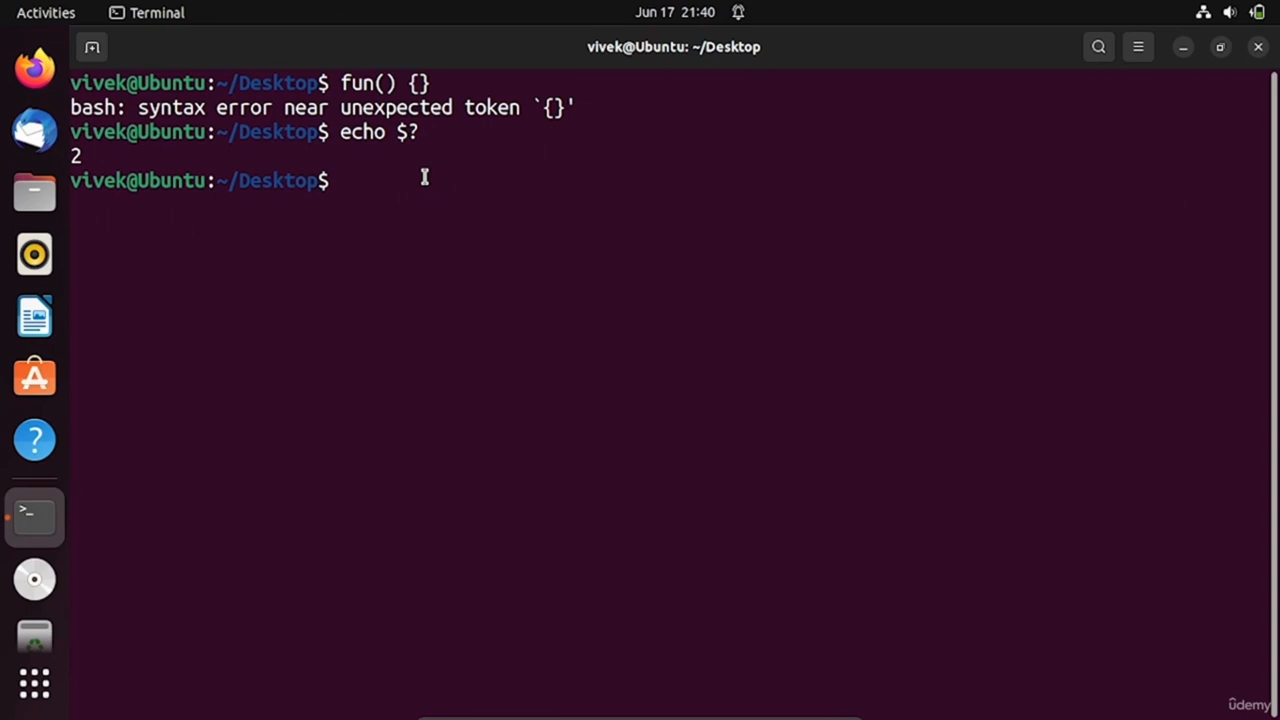 Activities Terminal Jun 17 21:40
vivek@Ubuntu: ~/Desktop
vivek@Ubuntu:~/Desktop$ fun() {}
bash: syntax error near unexpected token `{}'
vivek@Ubuntu:~/Desktop$ echo $?
2
vivek@Ubuntu:~/Desktop$
udemy